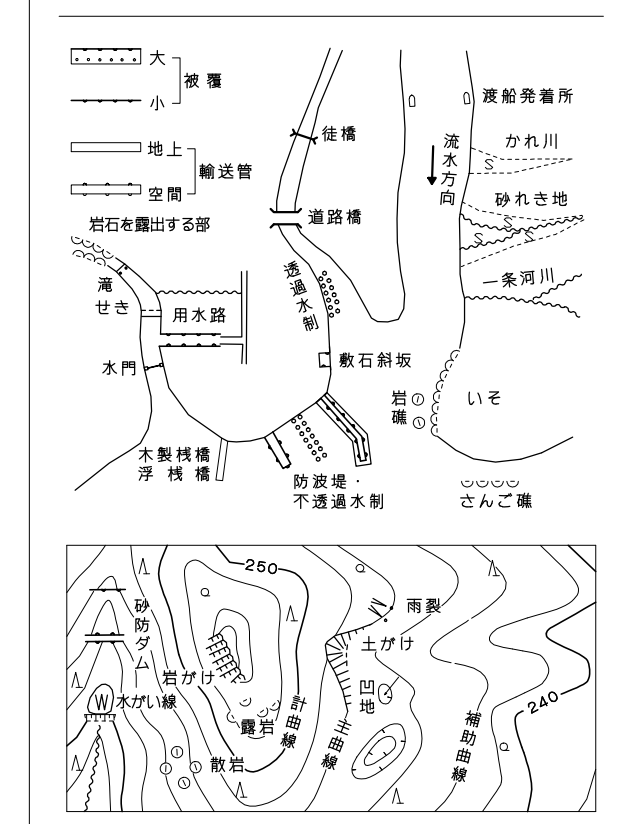 大
被覆
小
地上
輸送管
空間
岩石を露出する部
滝
せき
用水路
水門
徒橋
道路橋
透過水制
敷石斜坂
渡船発着所
流水方向
かれ川
砂れき地
一条河川
岩礁
いそ
木製桟橋
浮桟橋
防波堤・
不透過水制
さんご礁
250
砂防ダム
雨裂
土がけ
岩がけ
凹地
W
水がい線
露岩
計曲線
主曲線
補助曲線
240
散岩